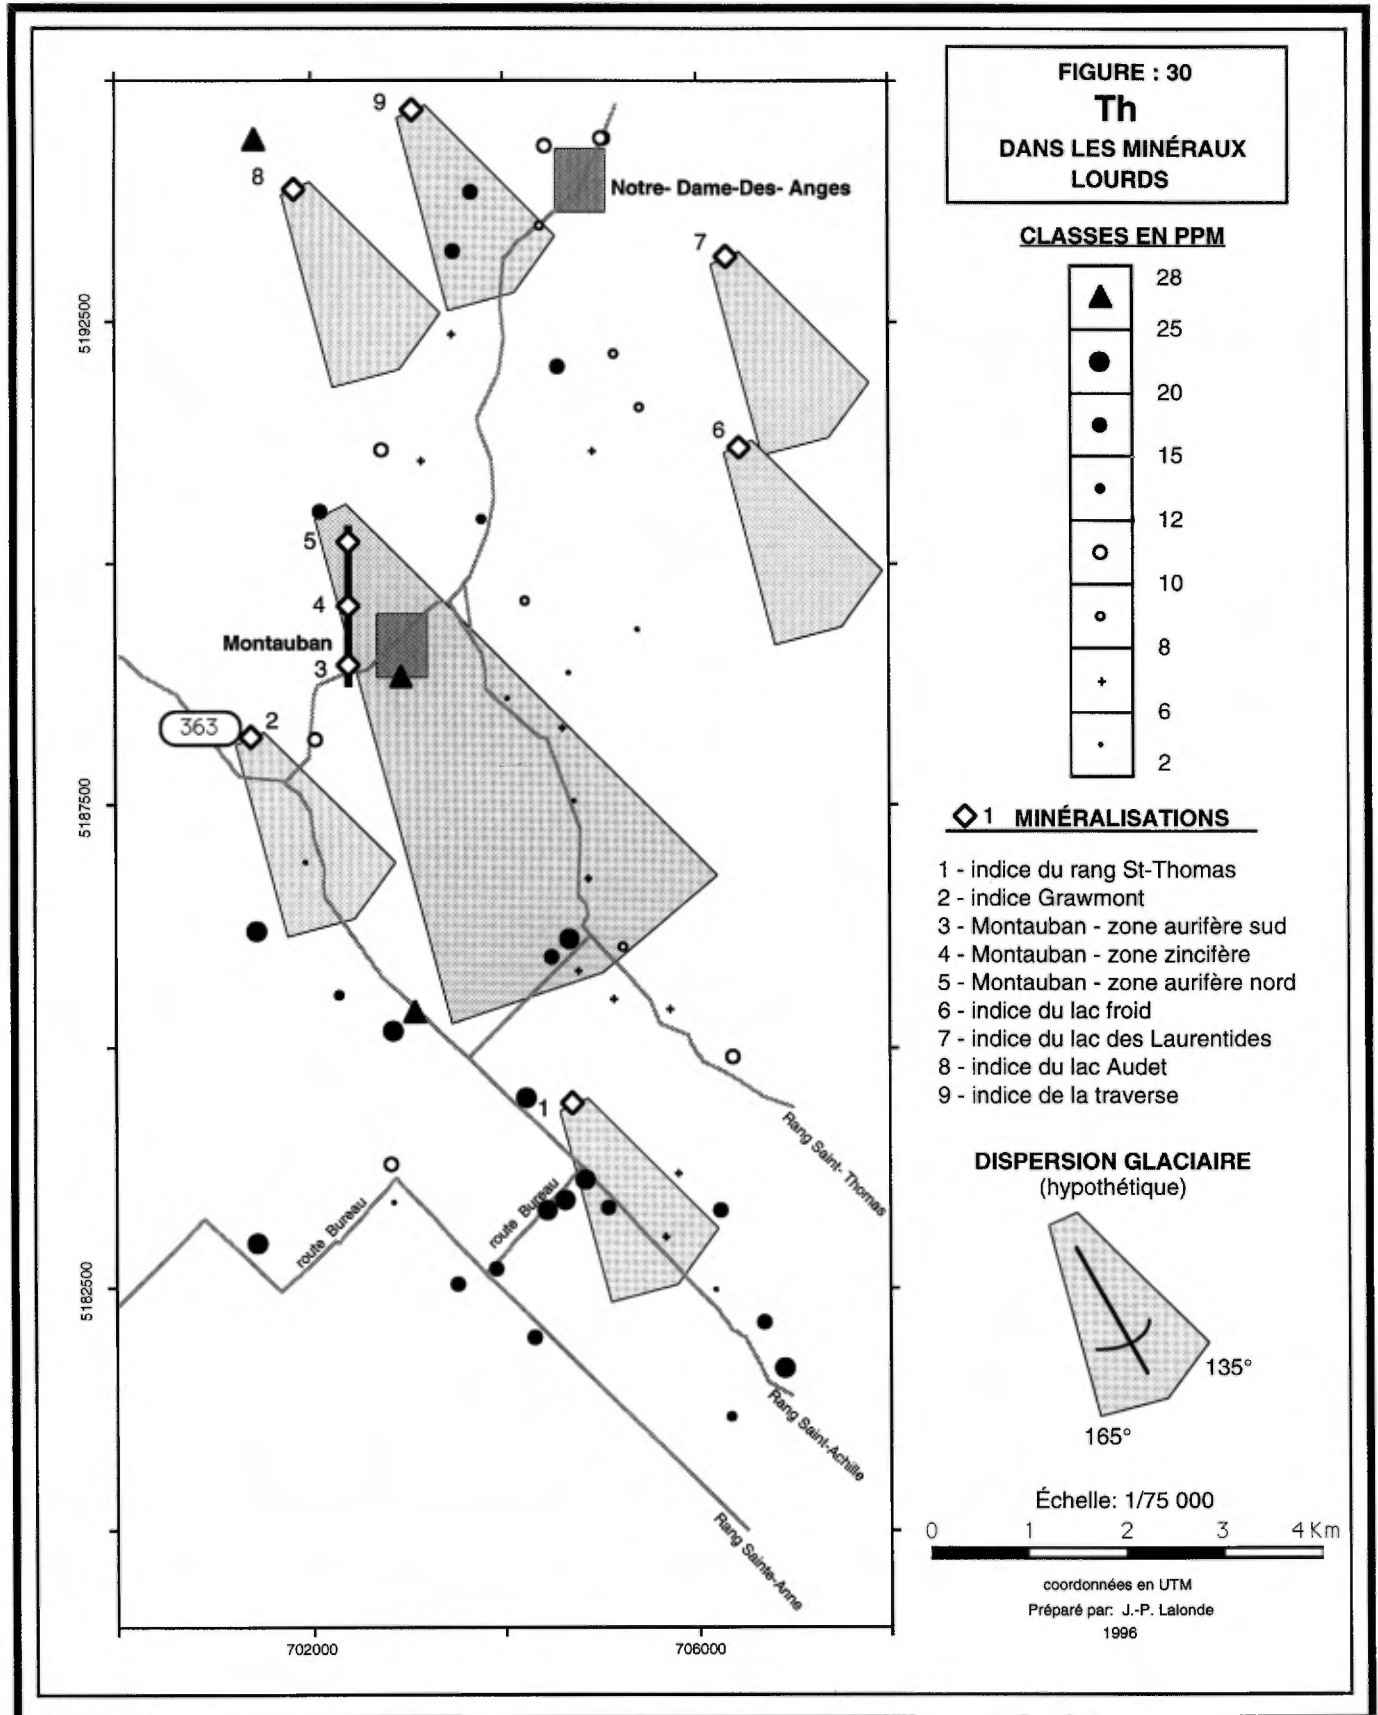 FIGURE : 30
Th
DANS LES MINÉRAUX
LOURDS
CLASSES EN PPM
28
25
20
15
12
10
8
6
2
1 MINÉRALISATIONS
1 - indice du rang St-Thomas
2 - indice Grawmont
3 - Montauban - zone aurifère sud
4 - Montauban - zone zincifère
5 - Montauban - zone aurifère nord
6 - indice du lac froid
7 - indice du lac des Laurentides
8 - indice du lac Audet
9 - indice de la traverse
DISPERSION GLACIAIRE
(hypothétique)
135°
165°
Échelle: 1/75 000
0 1 2 3 4 Km
coordonnées en UTM
Préparé par: J.-P. Lalonde
1996
9
8
Notre- Dame-Des- Anges
7
5192500
6
5
4
Montauban
3
363
2
5187500
1
Rang Saint- Thomas
route Bureau
route Bureau
5182500
Rang Saint-Achille
Rang Sainte-Anne
702000
706000